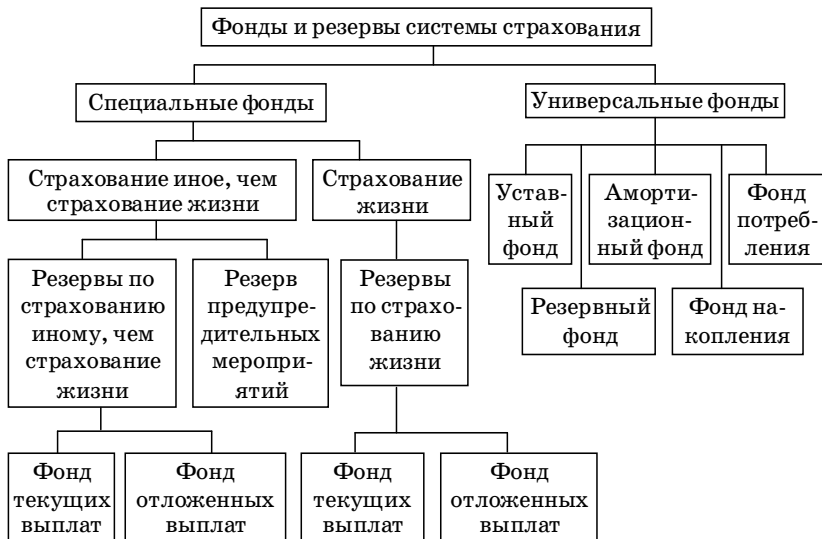 Фонды и резервы системы страхования
Специальные фонды
Универсальные фонды
Страхование иное, чем
страхование жизни
Страхование
жизни
Устав-
ный
фонд
Аморти-
зацион-
ный фонд
Фонд
потреб-
ления
Резервы по
страхованию
иному, чем
страхование
жизни
Резерв
предупре-
дительных
меропри-
ятий
Резервы
по страхо-
ванию
жизни
Резервный
фонд
Фонд на-
копления
Фонд
текущих
выплат
Фонд
отложенных
выплат
Фонд
текущих
выплат
Фонд
отложенных
выплат